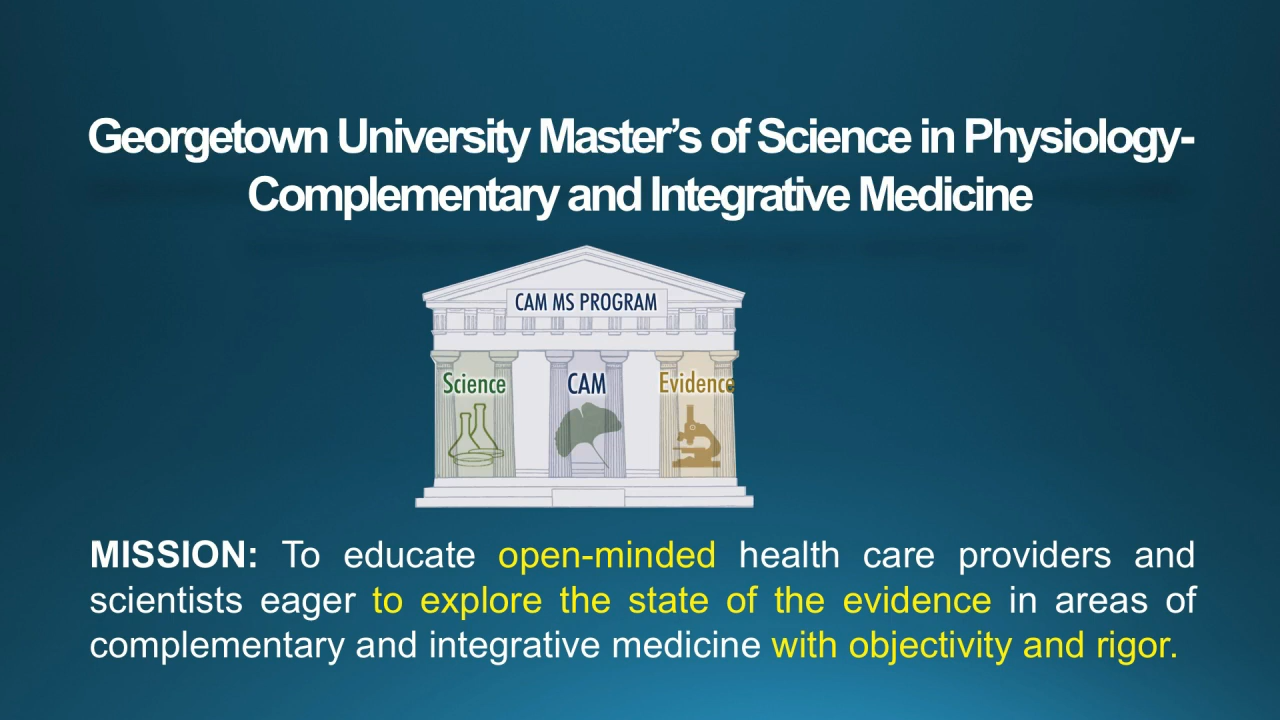 Georgetown University Master’s of Science in Physiology-
Complementary and Integrative Medicine
CAM MS PROGRAM
Science CAM Evidence
MISSION: To educate open-minded health care providers and
scientists eager to explore the state of the evidence in areas of
complementary and integrative medicine with objectivity and rigor.